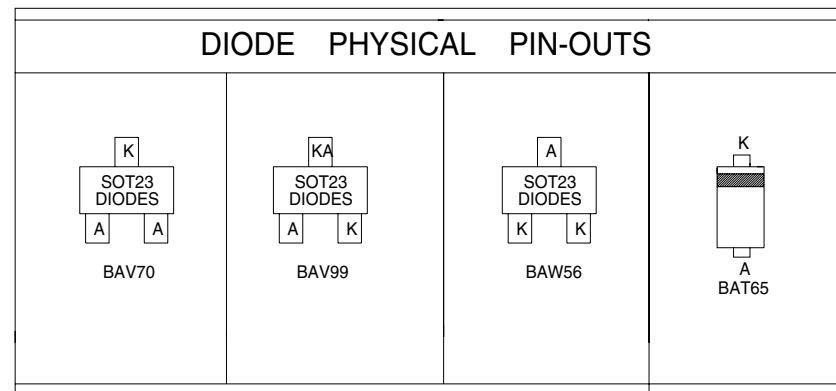 DIODE PHYSICAL PIN-OUTS
K
SOT23
DIODES
A A
BAV70
KA
SOT23
DIODES
A K
BAV99
A
SOT23
DIODES
K K
BAW56
K
A
BAT65